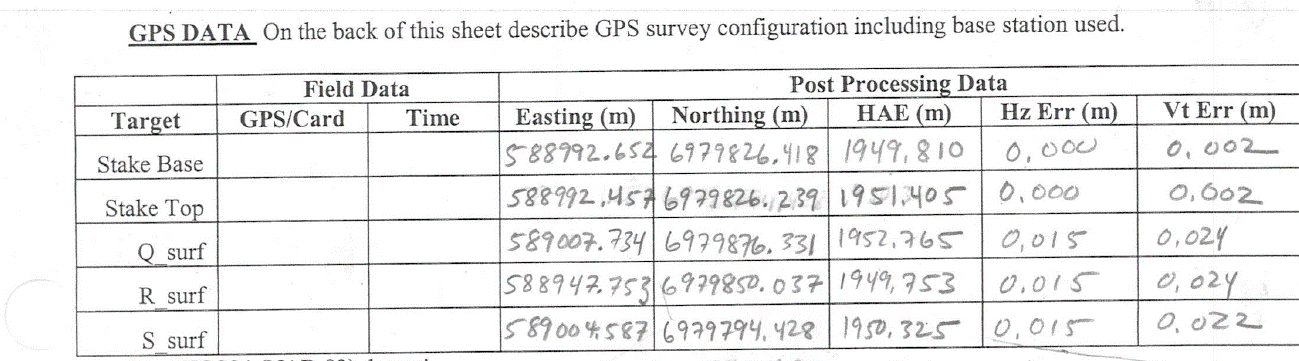 GPS DATA On the back of this sheet describe GPS survey configuration including base station used.
Field Data Post Processing Data
Target GPS/Card Time Easting (m) Northing (m) HAE (m) Hz Err (m) Vt Err (m)
Stake Base 588992.652 6979826.418 1949.810 0.000 0.002
Stake Top 588992.457 6979826.239 1951.405 0.000 0.002
Q_surf 589007.734 6979876.331 1952.765 0.015 0.024
R_surf 588947.753 6979850.037 1949.753 0.015 0.024
S_surf 589004.587 6979794.428 1950.325 0.015 0.022